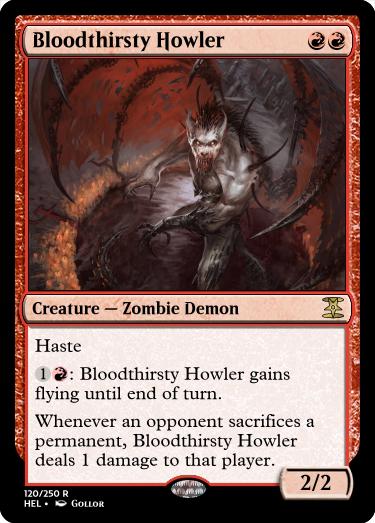 Bloodthirsty Howler
Creature — Zombie Demon
Haste
1: Bloodthirsty Howler gains
flying until end of turn.
Whenever an opponent sacrifices a
permanent, Bloodthirsty Howler
deals 1 damage to that player.
2/2
120/250 R
HEL • Gollor